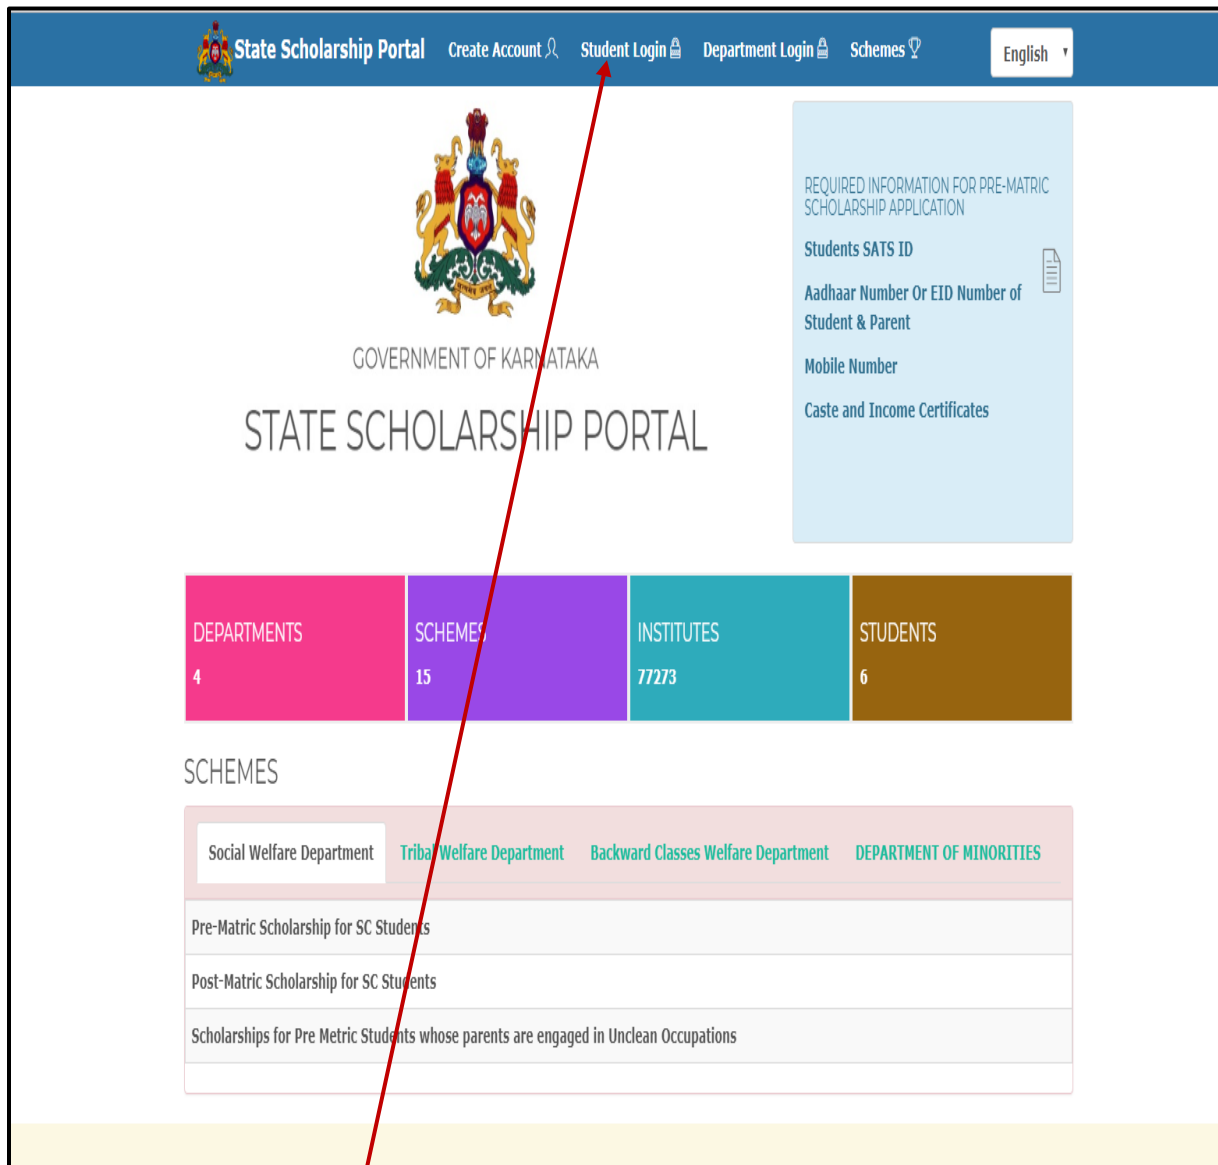 State Scholarship Portal Create Account Student Login Department Login Schemes English
REQUIRED INFORMATION FOR PRE-MATRIC
SCHOLARSHIP APPLICATION
Students SATS ID
Aadhaar Number Or EID Number of
Student & Parent
Mobile Number
Caste and Income Certificates
सत्यमेव जयते
GOVERNMENT OF KARNATAKA
STATE SCHOLARSHIP PORTAL
DEPARTMENTS
4
SCHEMES
15
INSTITUTES
77273
STUDENTS
6
SCHEMES
Social Welfare Department Tribal Welfare Department Backward Classes Welfare Department DEPARTMENT OF MINORITIES
Pre-Matric Scholarship for SC Students
Post-Matric Scholarship for SC Students
Scholarships for Pre Metric Students whose parents are engaged in Unclean Occupations